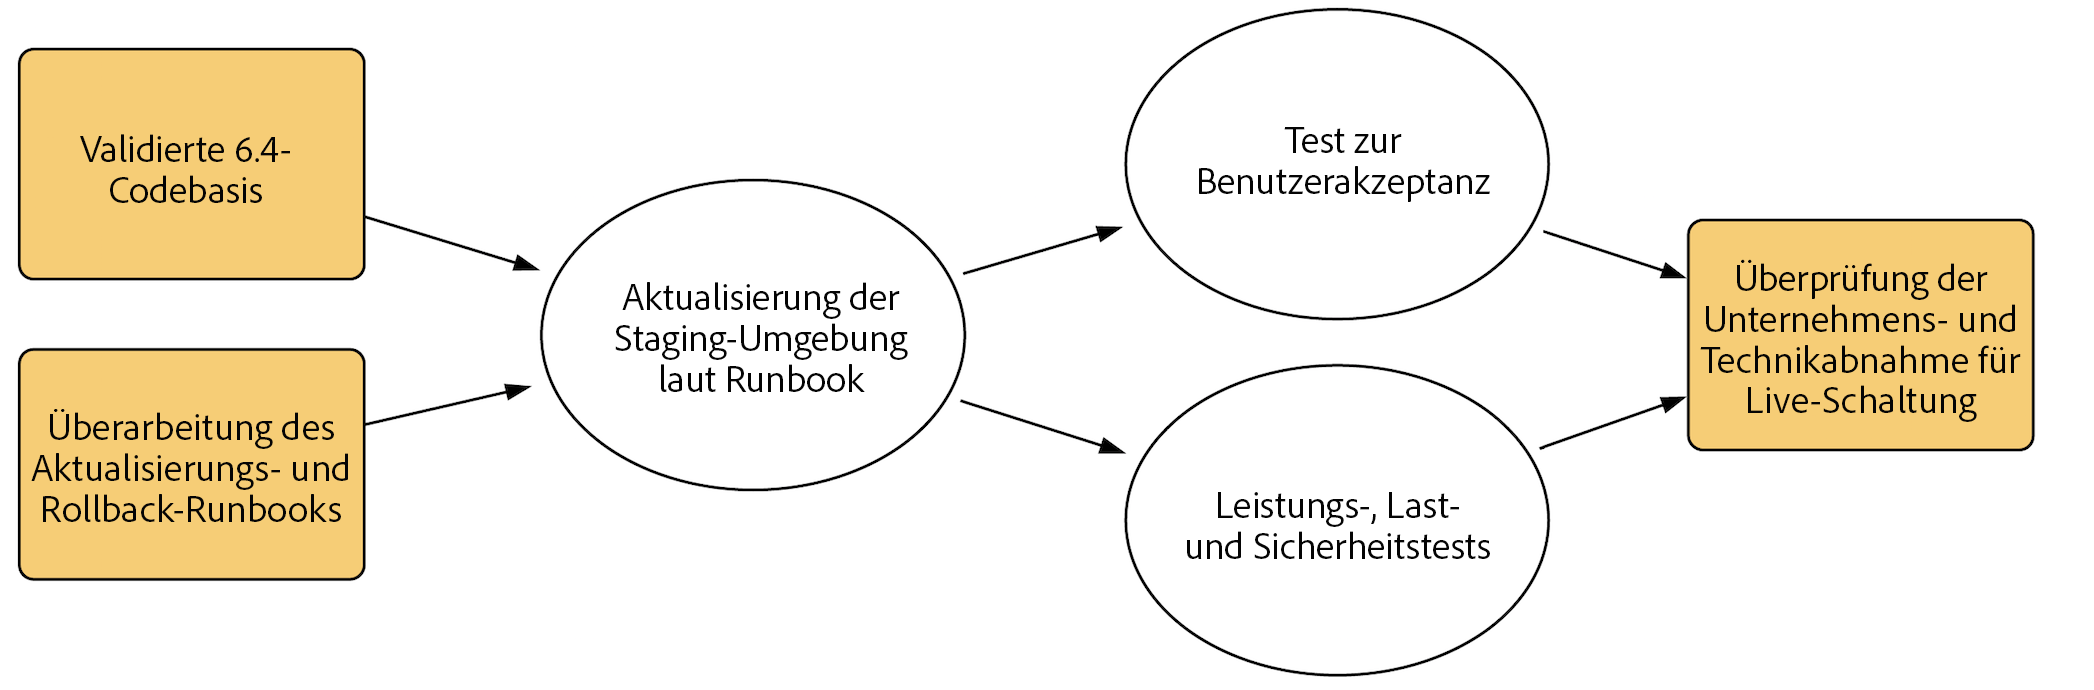 Validierte 6.4-
Codebasis
Überarbeitung des
Aktualisierungs- und
Rollback-Runbooks
Aktualisierung der
Staging-Umgebung
laut Runbook
Test zur
Benutzerakzeptanz
Leistungs-, Last-
und Sicherheitstests
Überprüfung der
Unternehmens- und
Technikabnahme für
Live-Schaltung